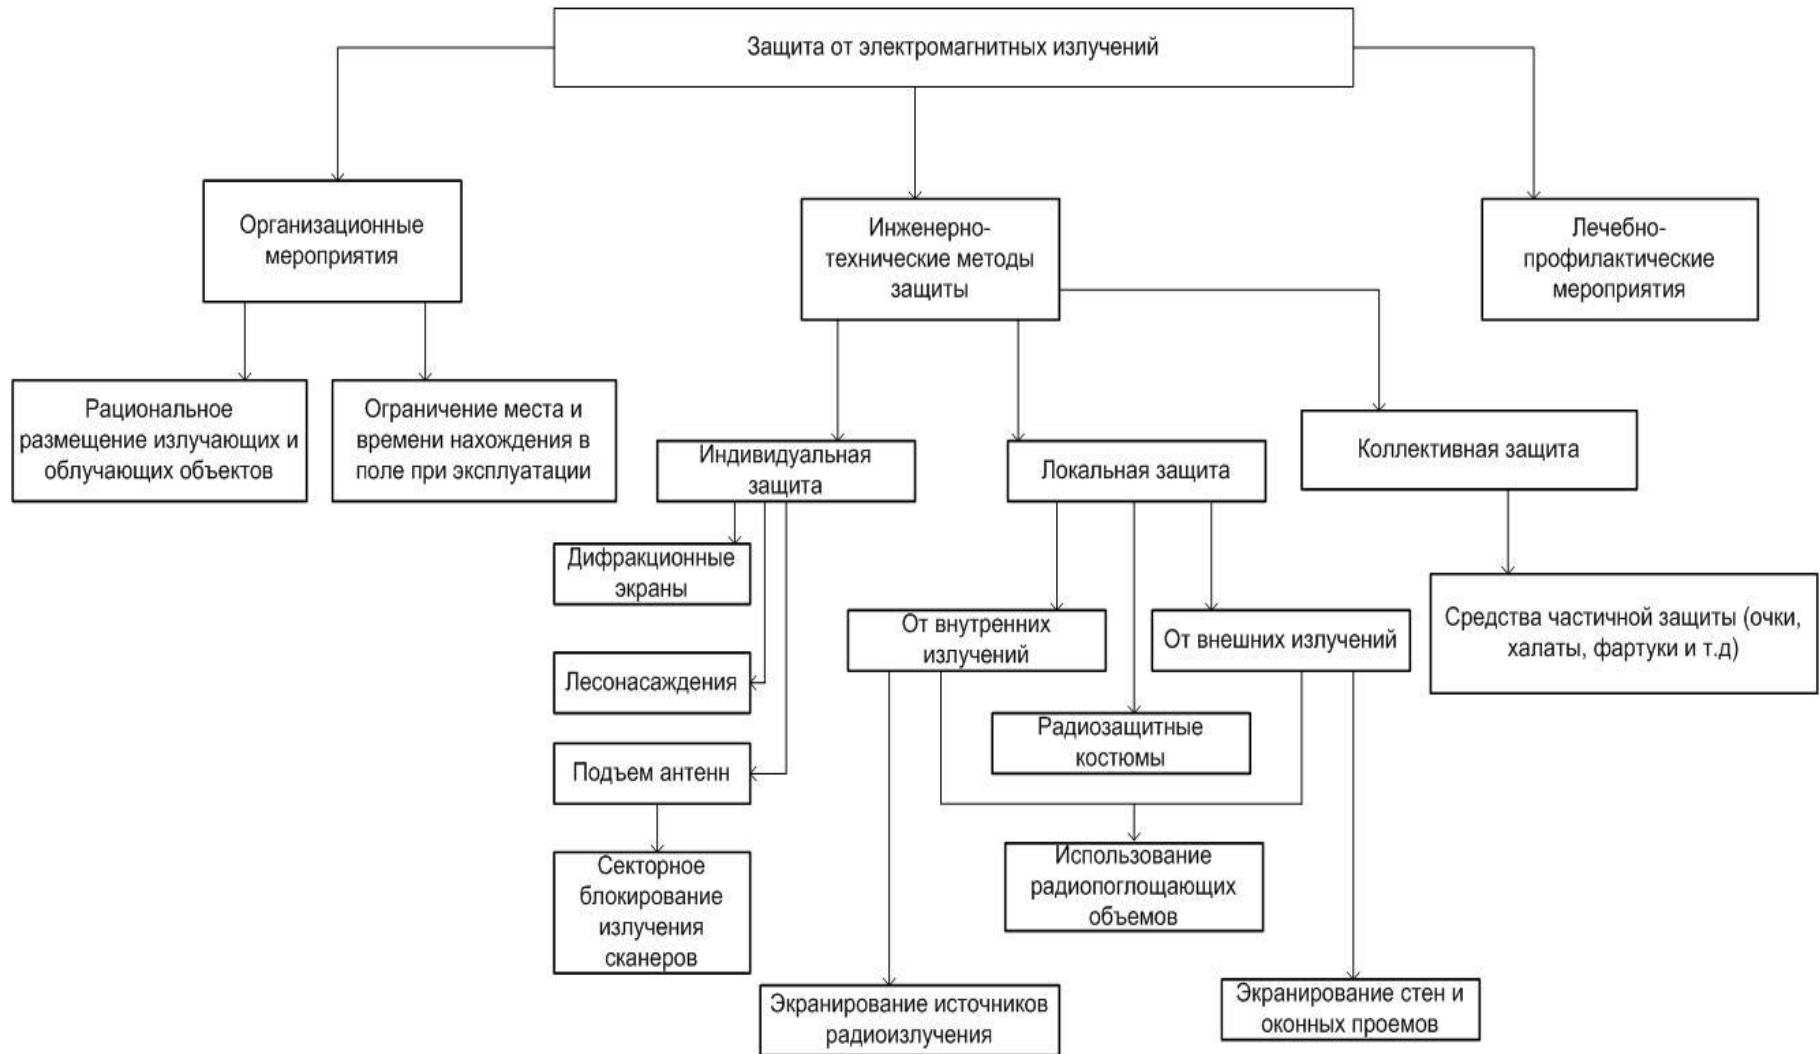 Защита от электромагнитных излучений
Организационные
мероприятия
Инженерно-
технические методы
защиты
Лечебно-
профилактические
мероприятия
Рациональное
размещение излучающих и
облучающих объектов
Ограничение места и
времени нахождения в
поле при эксплуатации
Индивидуальная
защита
Локальная защита
Коллективная защита
Дифракционные
экраны
Лесонасаждения
Подъем антенн
Секторное
блокирование
излучения
сканеров
От внутренних
излучений
От внешних излучений
Средства частичной защиты (очки,
халаты, фартуки и т.д)
Радиозащитные
костюмы
Использование
радиопоглощающих
объемов
Экранирование источников
радиоизлучения
Экранирование стен и
оконных проемов